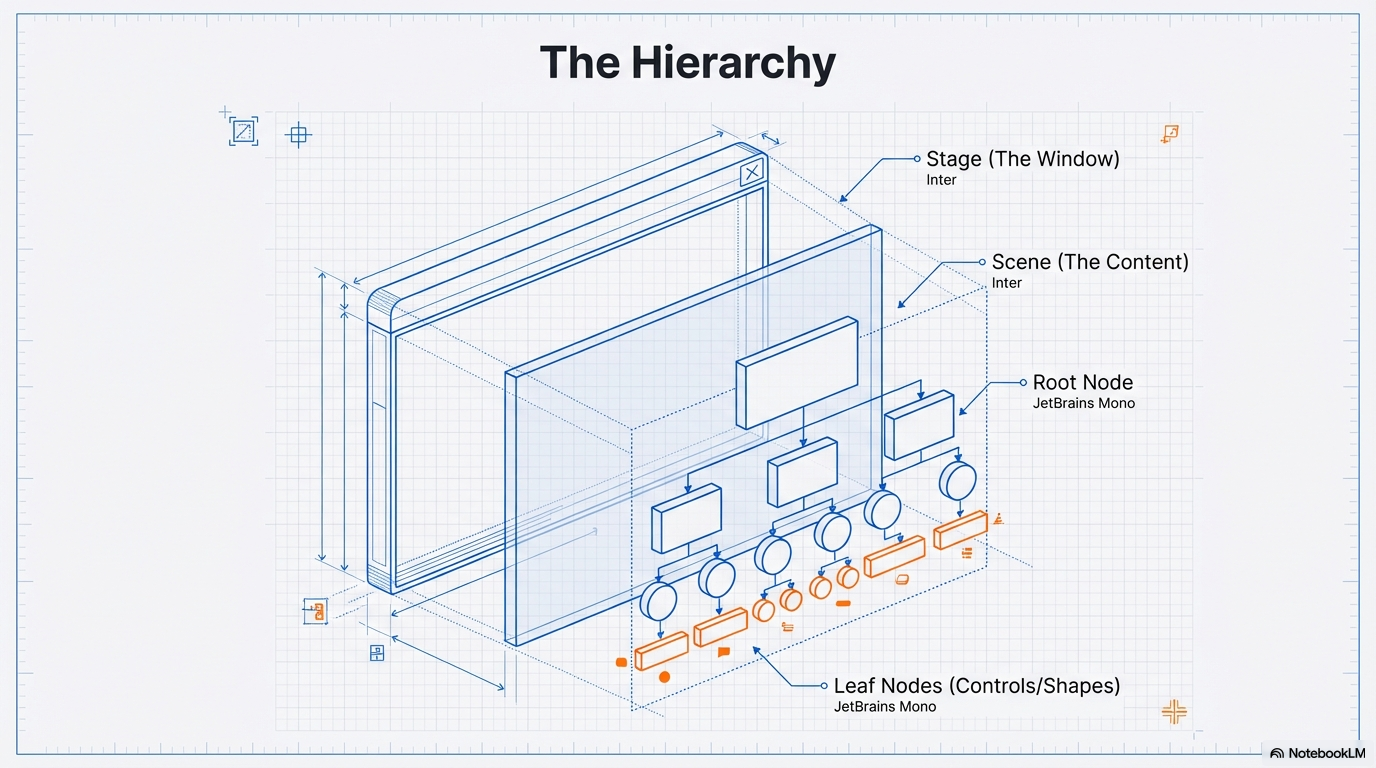 The Hierarchy
Stage (The Window)
Inter
Scene (The Content)
Inter
Root Node
JetBrains Mono
Leaf Nodes (Controls/Shapes)
JetBrains Mono
NotebookLM